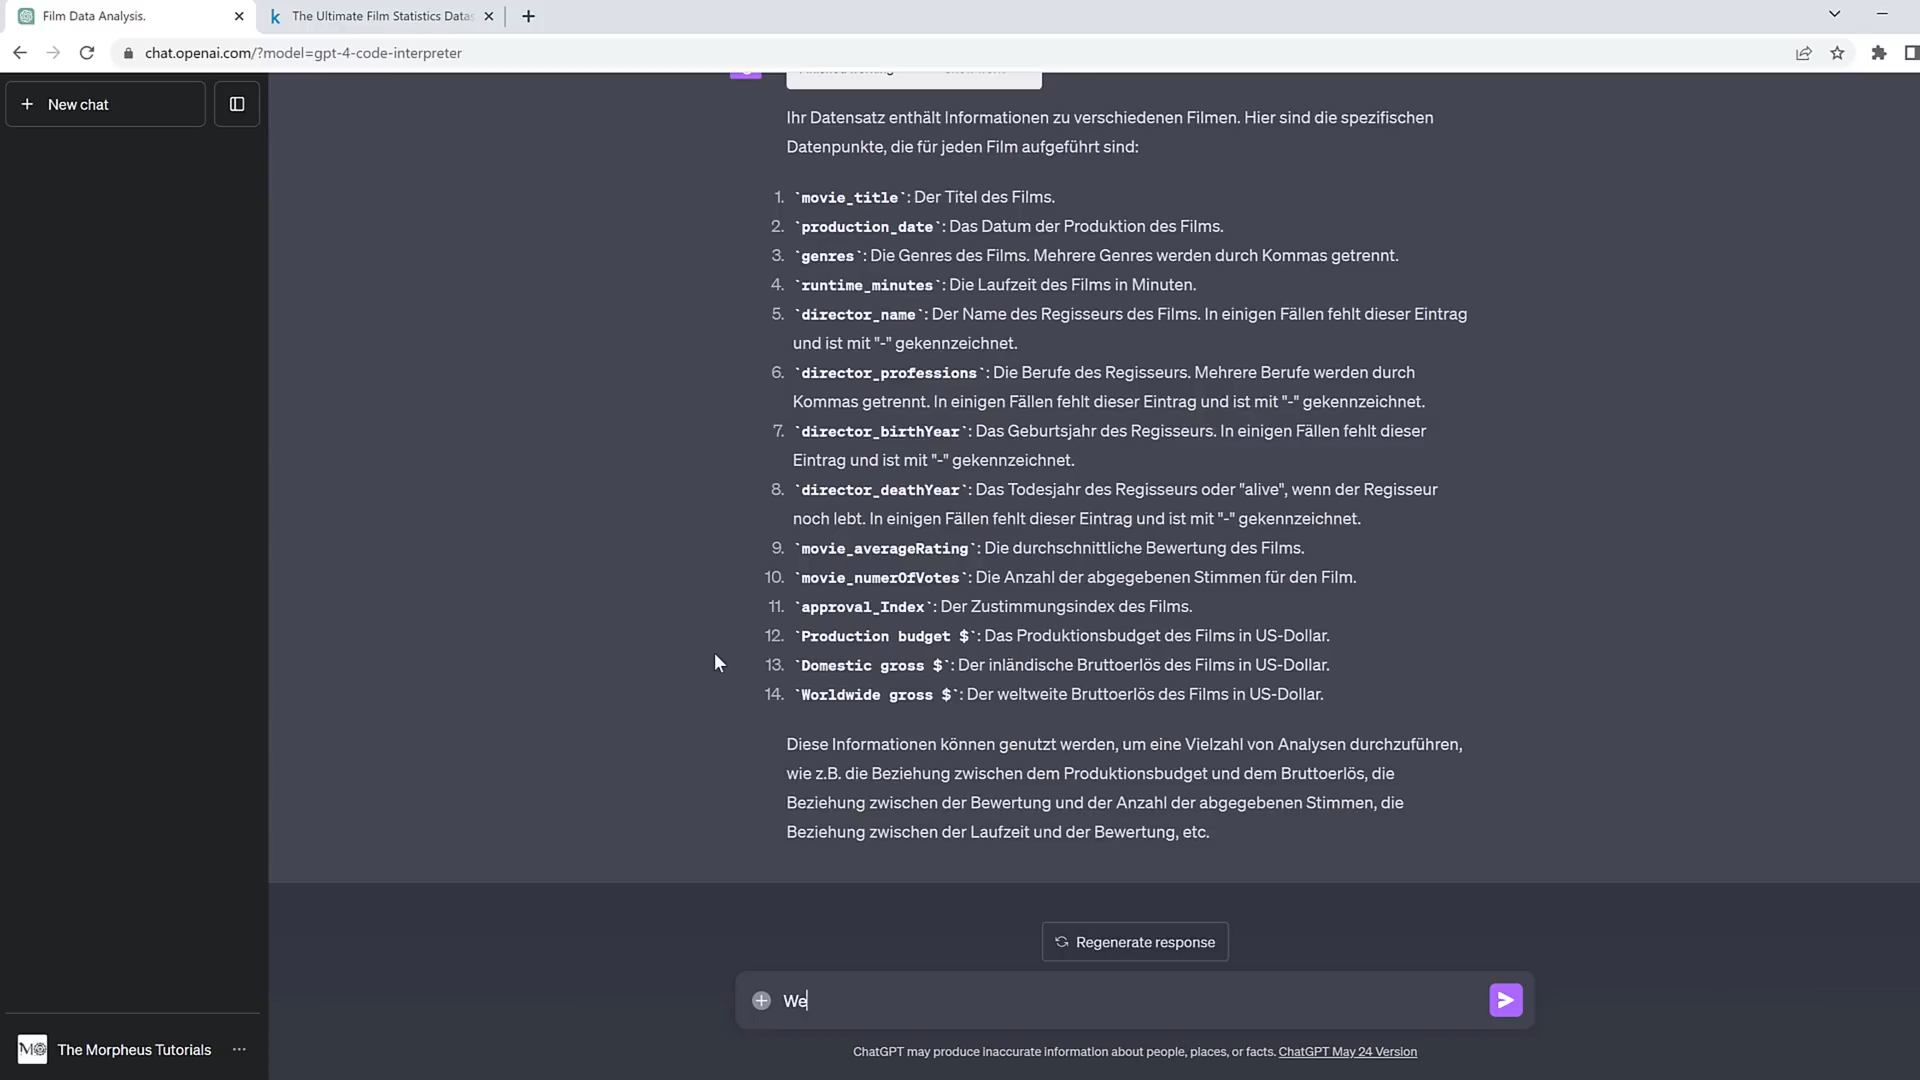 Film Data Analysis.
The Ultimate Film Statistics Datas
chat.openai.com/?model=gpt-4-code-interpreter
New chat
Ihr Datensatz enthält Informationen zu verschiedenen Filmen. Hier sind die spezifischen
Datenpunkte, die für jeden Film aufgeführt sind:
1. `movie_title`: Der Titel des Films.
2. `production_date`: Das Datum der Produktion des Films.
3. `genres`: Die Genres des Films. Mehrere Genres werden durch Kommas getrennt.
4. `runtime_minutes`: Die Laufzeit des Films in Minuten.
5. `director_name`: Der Name des Regisseurs des Films. In einigen Fällen fehlt dieser Eintrag
und ist mit "-" gekennzeichnet.
6. `director_professions`: Die Berufe des Regisseurs. Mehrere Berufe werden durch
Kommas getrennt. In einigen Fällen fehlt dieser Eintrag und ist mit "-" gekennzeichnet.
7. `director_birthYear`: Das Geburtsjahr des Regisseurs. In einigen Fällen fehlt dieser
Eintrag und ist mit "-" gekennzeichnet.
8. `director_deathYear`: Das Todesjahr des Regisseurs oder "alive", wenn der Regisseur
noch lebt. In einigen Fällen fehlt dieser Eintrag und ist mit "-" gekennzeichnet.
9. `movie_averageRating`: Die durchschnittliche Bewertung des Films.
10. `movie_numerOfVotes`: Die Anzahl der abgegebenen Stimmen für den Film.
11. `approval_Index`: Der Zustimmungsindex des Films.
12. `Production budget $`: Das Produktionsbudget des Films in US-Dollar.
13. `Domestic gross $`: Der inländische Bruttoerlös des Films in US-Dollar.
14. `Worldwide gross $`: Der weltweite Bruttoerlös des Films in US-Dollar.
Diese Informationen können genutzt werden, um eine Vielzahl von Analysen durchzuführen,
wie z.B. die Beziehung zwischen dem Produktionsbudget und dem Bruttoerlös, die
Beziehung zwischen der Bewertung und der Anzahl der abgegebenen Stimmen, die
Beziehung zwischen der Laufzeit und der Bewertung, etc.
Regenerate response
We
The Morpheus Tutorials
ChatGPT may produce inaccurate information about people, places, or facts. ChatGPT May 24 Version